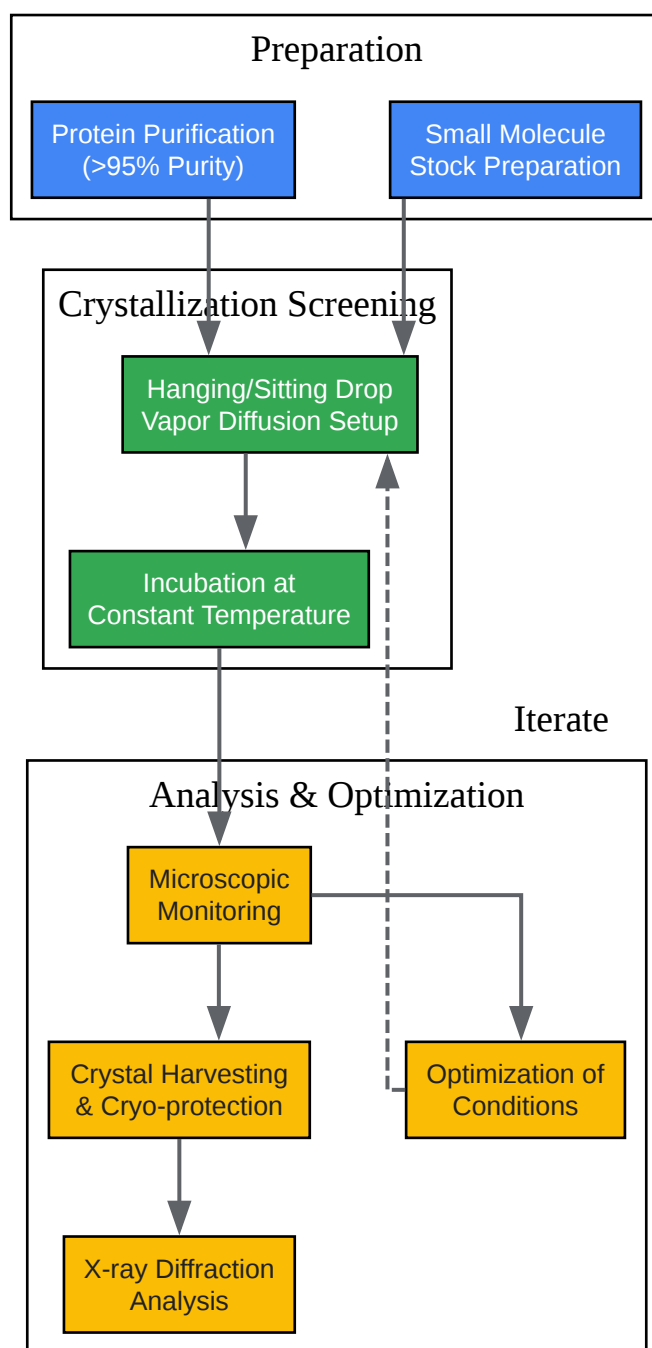 Preparation
Protein Purification
(>95% Purity)
Small Molecule
Stock Preparation
Crystallization Screening
Hanging/Sitting Drop
Vapor Diffusion Setup
Incubation at
Constant Temperature
Iterate
Analysis & Optimization
Microscopic
Monitoring
Crystal Harvesting
& Cryo-protection
Optimization of
Conditions
X-ray Diffraction
Analysis